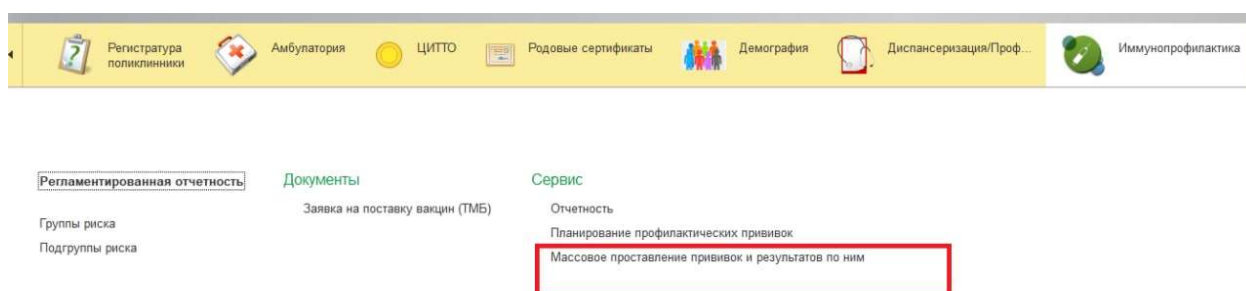 Регистратура
поликлинники
Амбулатория
ЦИТТО
Родовые сертификаты
Демография
Диспансеризация/Проф...
Иммунопрофилактика
Регламентированная отчетность
Группы риска
Подгруппы риска
Документы
Заявка на поставку вакцин (ТМБ)
Сервис
Отчетность
Планирование профилактических прививок
Массовое проставление прививок и результатов по ним